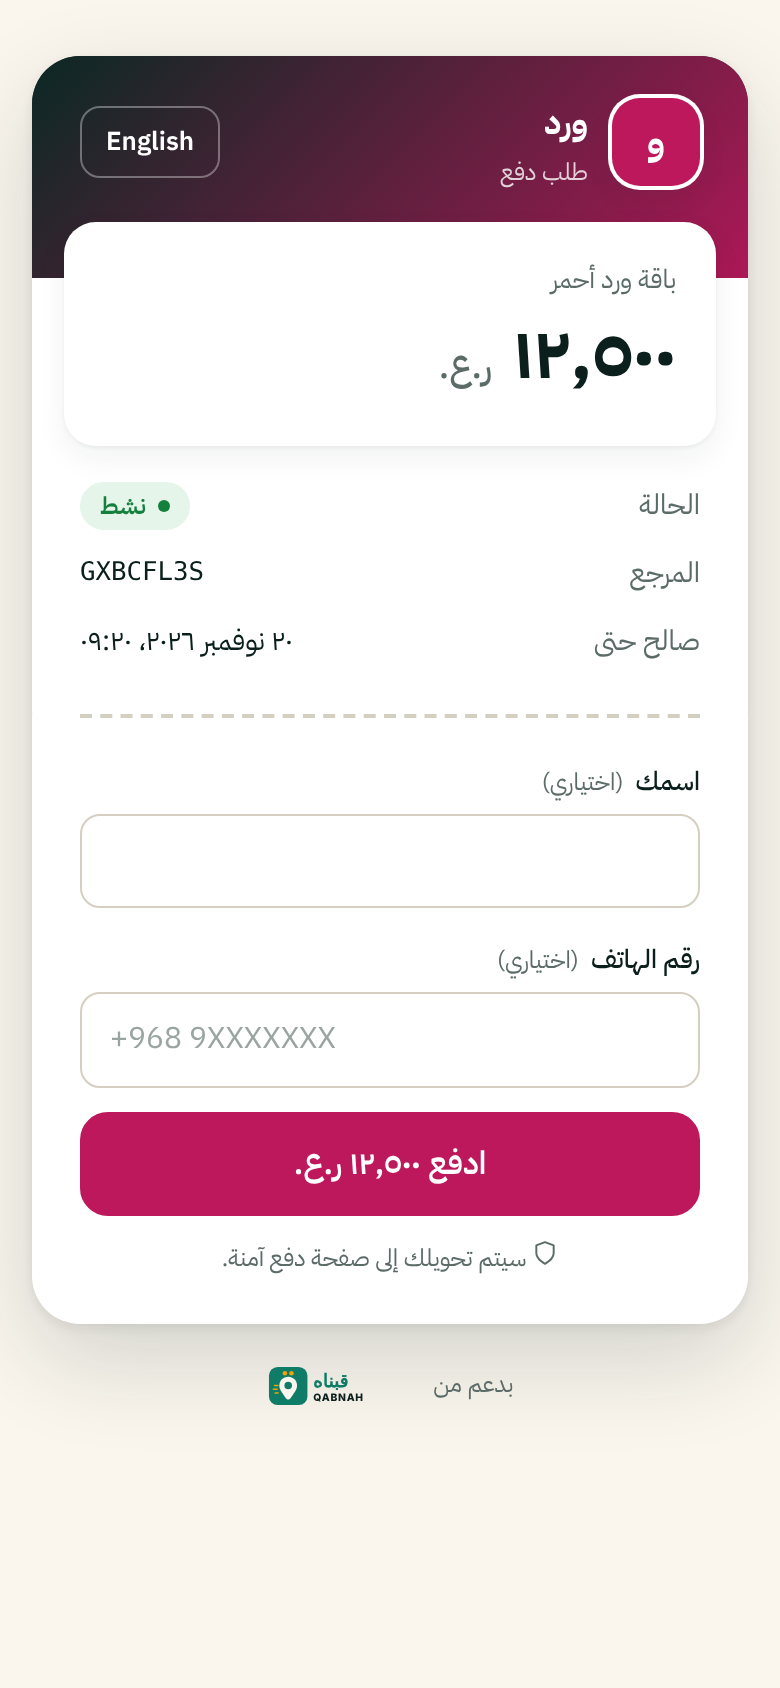 و
ورد
طلب دفع
English
باقة ورد أحمر
١٢,٥٠٠ ر.ع.
الحالة
نشط
المرجع
GXBCFL3S
صالح حتى
٢٠ نوفمبر ٢٠٢٦، ٠٩:٢٠
اسمك (اختياري)
رقم الهاتف (اختياري)
+968 9XXXXXXX
ادفع ١٢,٥٠٠ ر.ع.
سيتم تحويلك إلى صفحة دفع آمنة.
بدعم من
قبناه
QABNAH